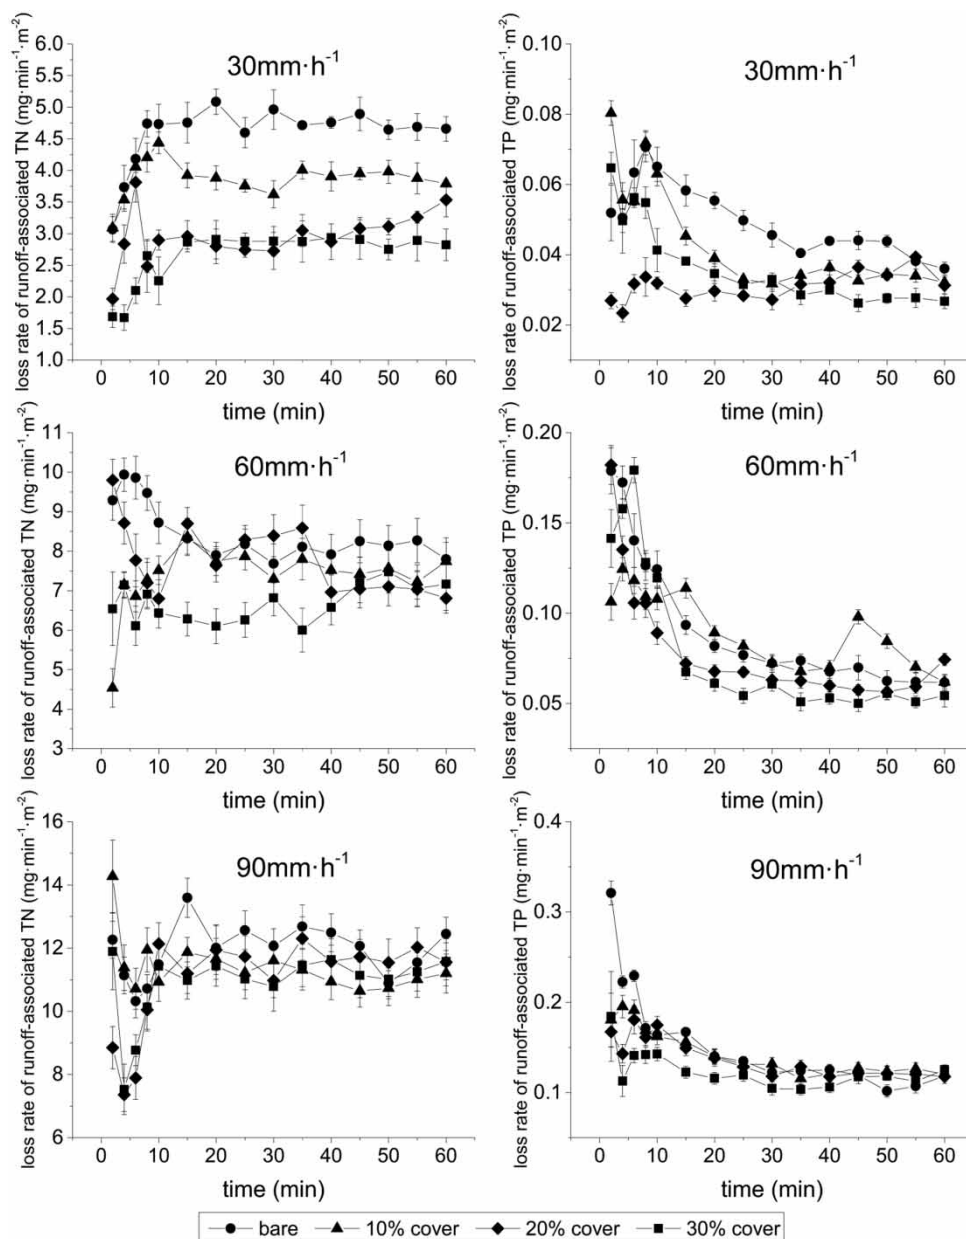 loss rate of runoff-associated TN (mg·min⁻¹·m⁻²)
6.0
5.5
5.0
4.5
4.0
3.5
3.0
2.5
2.0
1.5
1.0
30mm·h⁻¹
0 10 20 30 40 50 60
time (min)
loss rate of runoff-associated TP (mg·min⁻¹·m⁻²)
0.10
0.08
0.06
0.04
0.02
30mm·h⁻¹
0 10 20 30 40 50 60
time (min)
loss rate of runoff-associated TN (mg·min⁻¹·m⁻²)
11
10
9
8
7
6
5
4
3
60mm·h⁻¹
0 10 20 30 40 50 60
time (min)
loss rate of runoff-associated TP (mg·min⁻¹·m⁻²)
0.20
0.15
0.10
0.05
60mm·h⁻¹
0 10 20 30 40 50 60
time (min)
loss rate of runoff-associated TN (mg·min⁻¹·m⁻²)
16
14
12
10
8
6
90mm·h⁻¹
0 10 20 30 40 50 60
time (min)
loss rate of runoff-associated TP (mg·min⁻¹·m⁻²)
0.4
0.3
0.2
0.1
90mm·h⁻¹
0 10 20 30 40 50 60
time (min)
bare 10% cover 20% cover 30% cover